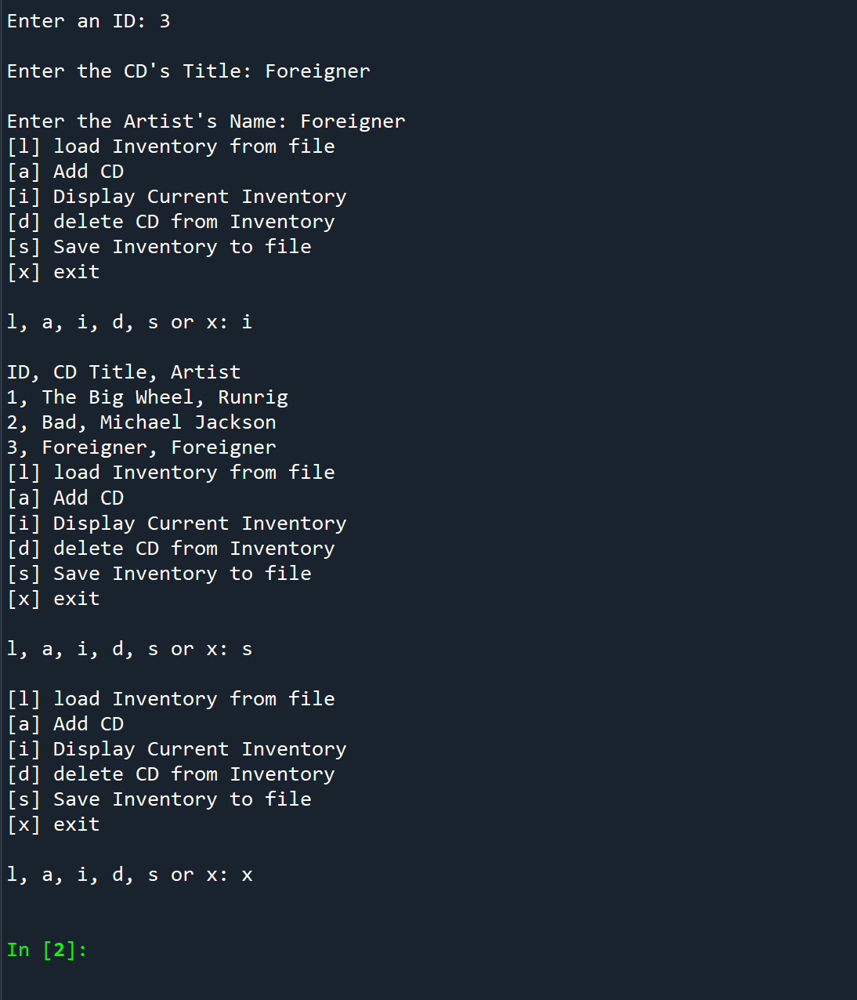 Enter an ID: 3
Enter the CD's Title: Foreigner
Enter the Artist's Name: Foreigner
[l] load Inventory from file
[a] Add CD
[i] Display Current Inventory
[d] delete CD from Inventory
[s] Save Inventory to file
[x] exit
l, a, i, d, s or x: i
ID, CD Title, Artist
1, The Big Wheel, Runrig
2, Bad, Michael Jackson
3, Foreigner, Foreigner
[l] load Inventory from file
[a] Add CD
[i] Display Current Inventory
[d] delete CD from Inventory
[s] Save Inventory to file
[x] exit
l, a, i, d, s or x: s
[l] load Inventory from file
[a] Add CD
[i] Display Current Inventory
[d] delete CD from Inventory
[s] Save Inventory to file
[x] exit
l, a, i, d, s or x: x
In [2]: